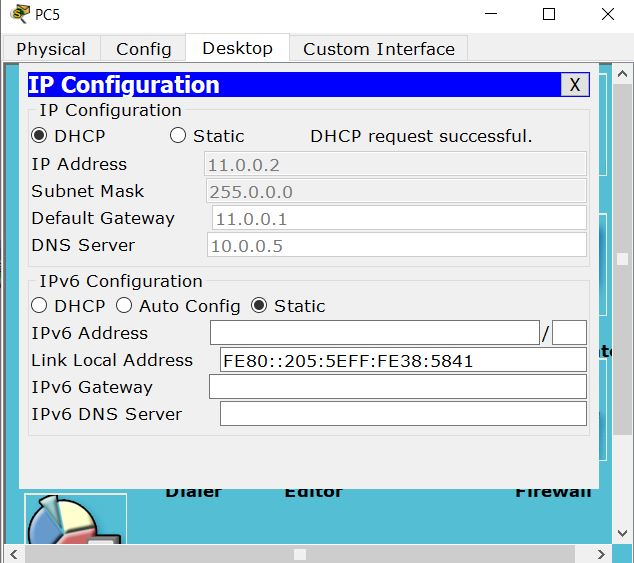 PC5
Physical Config Desktop Custom Interface
IP Configuration X
IP Configuration
DHCP Static DHCP request successful.
IP Address 11.0.0.2
Subnet Mask 255.0.0.0
Default Gateway 11.0.0.1
DNS Server 10.0.0.5
IPv6 Configuration
DHCP Auto Config Static
IPv6 Address /
Link Local Address FE80::205:5EFF:FE38:5841
IPv6 Gateway
IPv6 DNS Server
Dialer Editor Firewall